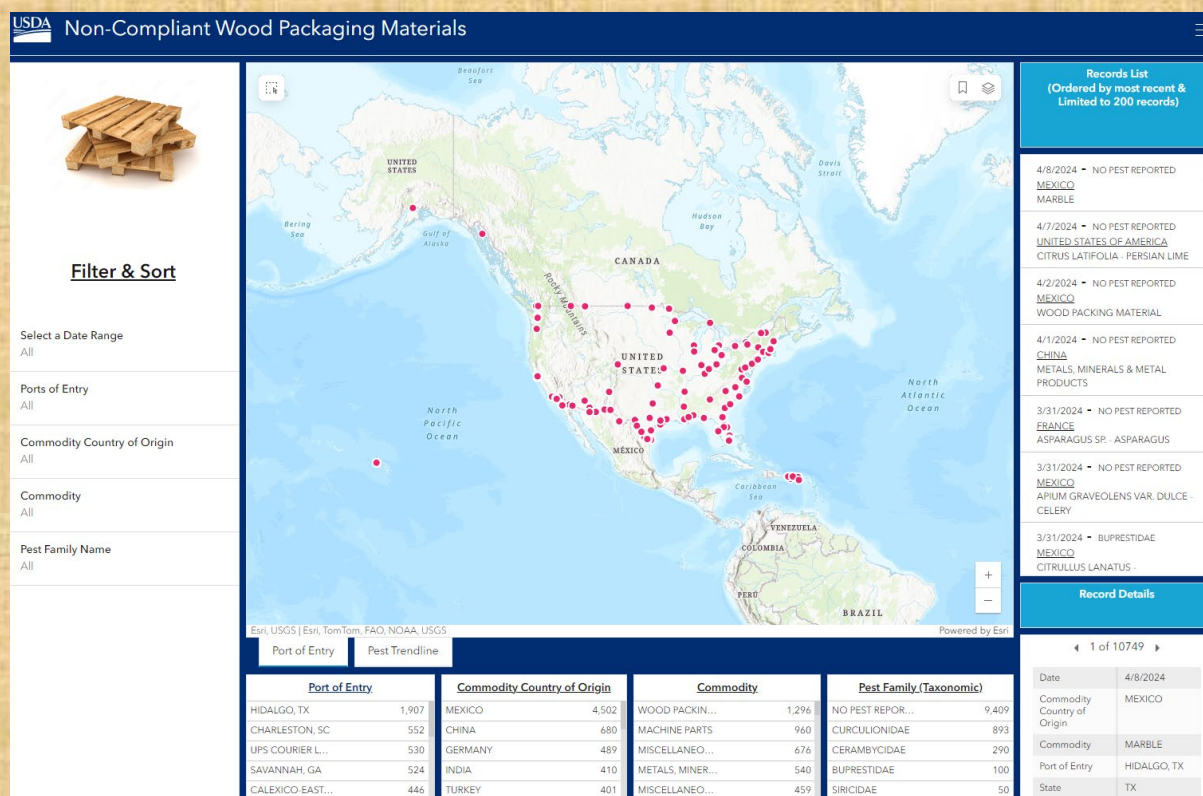 USDA
Non-Compliant Wood Packaging Materials
Filter & Sort
Select a Date Range
All
Ports of Entry
All
Commodity Country of Origin
All
Commodity
All
Pest Family Name
All
Beaufort
Sea
UNITED
STATES
Davis
Strait
Bering
Sea
Gulf of
Alaska
Hudson
Bay
CANADA
Rocky Mountains
UNITED
STATES
North
Pacific
Ocean
North
Atlantic
Ocean
MÉXICO
Caribbean
Sea
VENEZUELA
COLOMBIA
PERÚ
BRAZIL
+
−
Esri, USGS | Esri, TomTom, FAO, NOAA, USGS
Powered by Esri
Port of Entry
Pest Trendline
Port of Entry
HIDALGO, TX 1,907
CHARLESTON, SC 552
UPS COURIER L... 530
SAVANNAH, GA 524
CALEXICO-EAST... 446
Commodity Country of Origin
MEXICO 4,502
CHINA 680
GERMANY 489
INDIA 410
TURKEY 401
Commodity
WOOD PACKIN... 1,296
MACHINE PARTS 960
MISCELLANEO... 676
METALS, MINER... 540
MISCELLANEO... 459
Pest Family (Taxonomic)
NO PEST REPOR... 9,409
CURCULIONIDAE 893
CERAMBYCIDAE 290
BUPRESTIDAE 100
SIRICIDAE 50
Records List
(Ordered by most recent &
Limited to 200 records)
4/8/2024 - NO PEST REPORTED
MEXICO
MARBLE
4/7/2024 - NO PEST REPORTED
UNITED STATES OF AMERICA
CITRUS LATIFOLIA - PERSIAN LIME
4/2/2024 - NO PEST REPORTED
MEXICO
WOOD PACKING MATERIAL
4/1/2024 - NO PEST REPORTED
CHINA
METALS, MINERALS & METAL
PRODUCTS
3/31/2024 - NO PEST REPORTED
FRANCE
ASPARAGUS SP. - ASPARAGUS
3/31/2024 - NO PEST REPORTED
MEXICO
APIUM GRAVEOLENS VAR. DULCE -
CELERY
3/31/2024 - BUPRESTIDAE
MEXICO
CITRULLUS LANATUS -
Record Details
1 of 10749
Date 4/8/2024
Commodity MEXICO
Country of
Origin
Commodity MARBLE
Port of Entry HIDALGO, TX
State TX